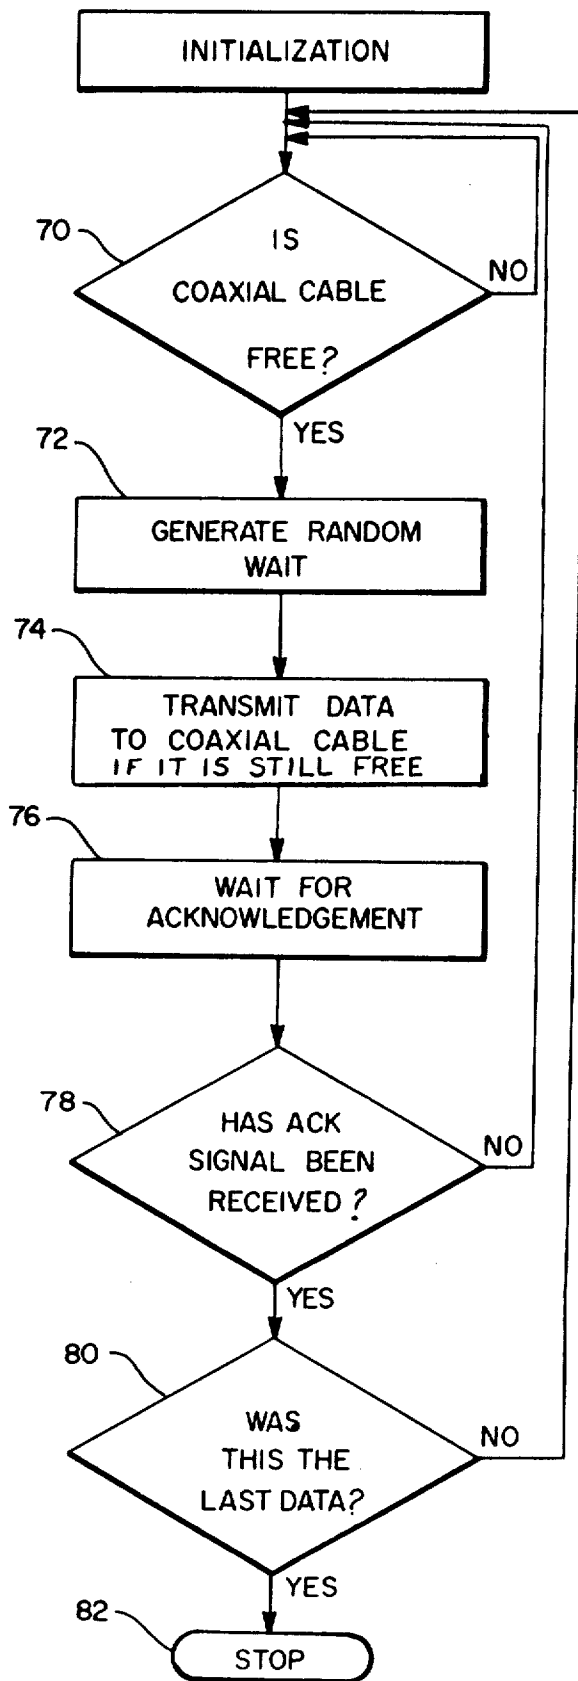 INITIALIZATION
70
IS
COAXIAL CABLE
FREE?
NO
YES
72
GENERATE RANDOM
WAIT
74
TRANSMIT DATA
TO COAXIAL CABLE
IF IT IS STILL FREE
76
WAIT FOR
ACKNOWLEDGEMENT
78
HAS ACK
SIGNAL BEEN
RECEIVED?
NO
YES
80
WAS
THIS THE
LAST DATA?
NO
YES
82
STOP